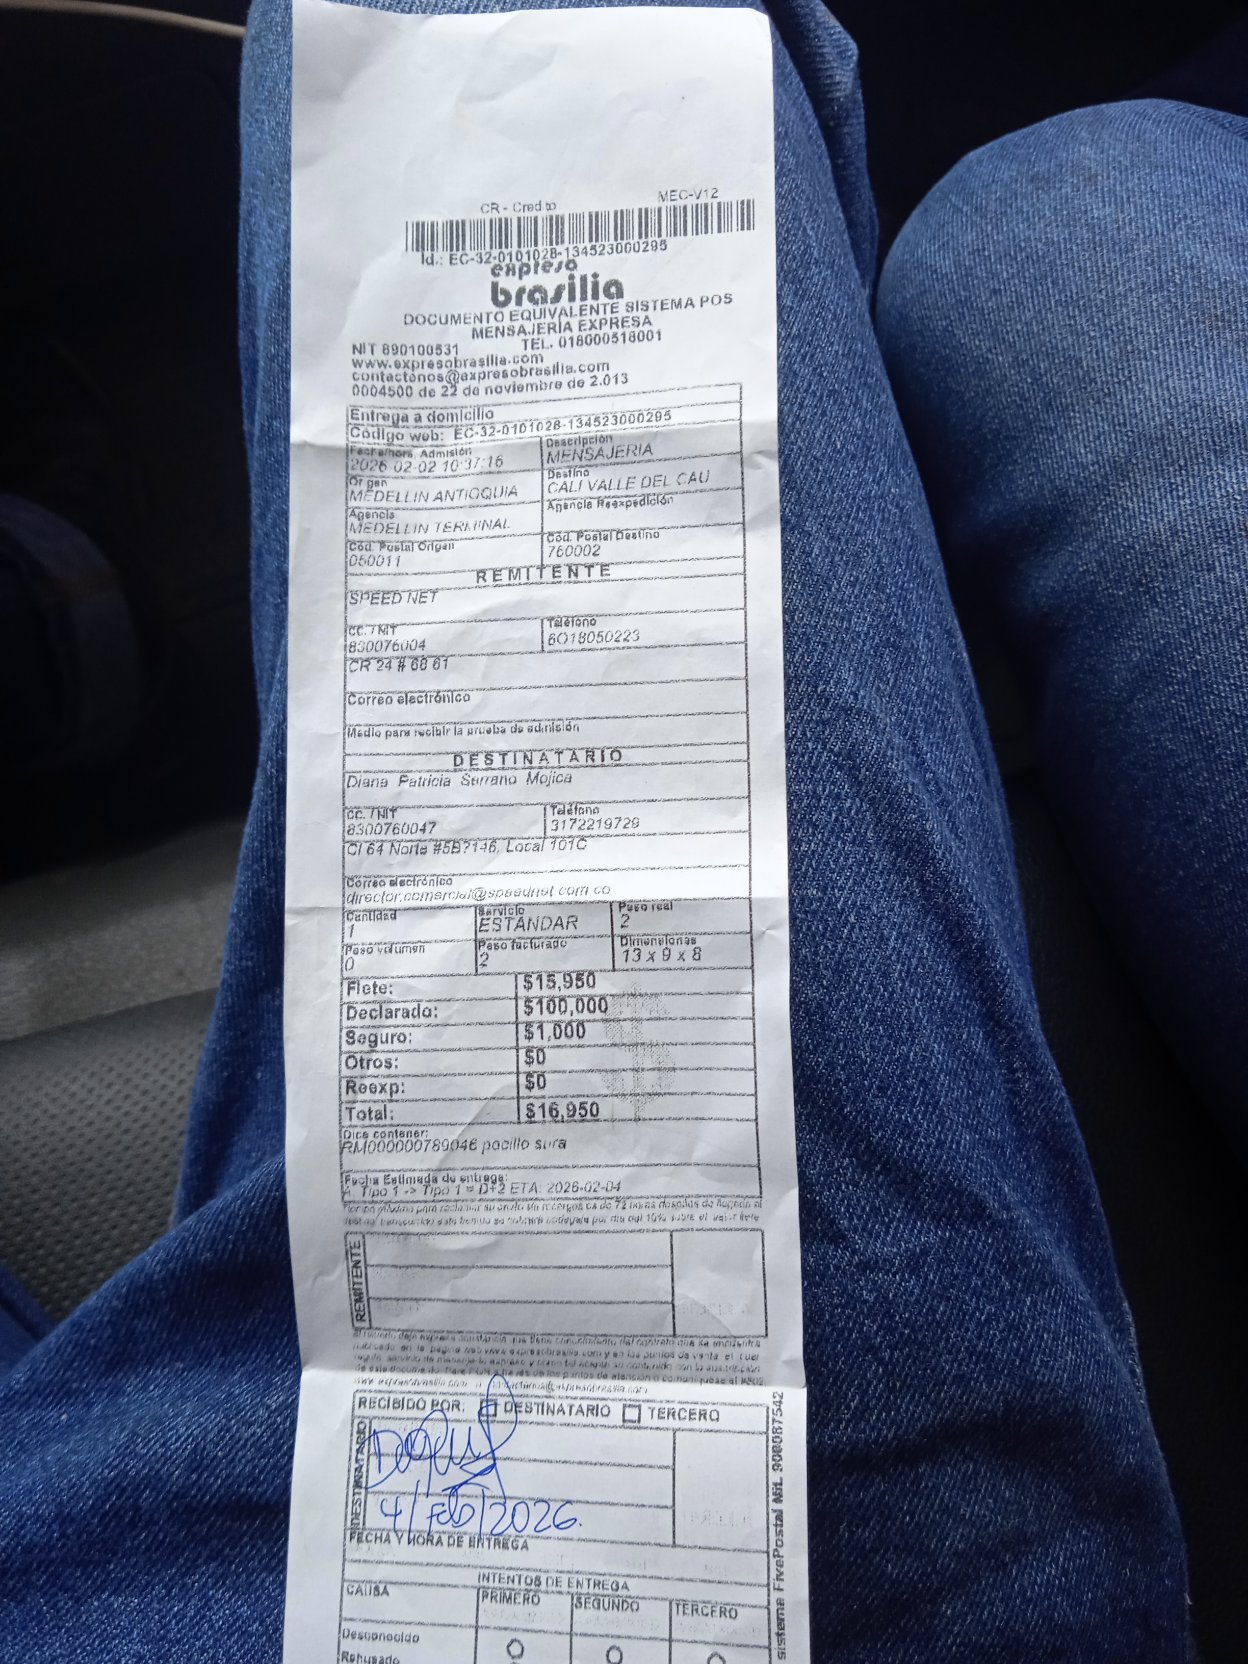 CR - Credito MEC-V12
Id.: EC-32-0101028-134523000295
expreso
brasilia
DOCUMENTO EQUIVALENTE SISTEMA POS
MENSAJERÍA EXPRESA
NIT 890100531 TEL. 018000518001
www.expresobrasilia.com
contactenos@expresobrasilia.com
0004500 de 22 de noviembre de 2.013
Entrega a domicilio
Código web: EC-32-0101028-134523000295
Fecha/hora Admisión Descripción
2026-02-02 10:37:16 MENSAJERIA
Origen Destino
MEDELLIN ANTIOQUIA CALI VALLE DEL CAU
Agencia Agencia Reexpedición
MEDELLIN TERMINAL
Cod. Postal Origen Cod. Postal Destino
050011 760002
REMITENTE
SPEED NET
CC. / NIT Teléfono
830076004 6018050223
CR 24 # 68 61
Correo electrónico
Medio para recibir la prueba de admisión
DESTINATARIO
Diana Patricia Serrano Mojica
CC. / NIT Teléfono
8300760047 3172219729
Cl 64 Norte #5B?146, Local 101C
Correo electrónico
director.comercial@speednet.com.co
Cantidad Servicio Peso real
1 ESTÁNDAR 2
Peso volumen Peso facturado Dimensiones
0 2 13 x 9 x 8
Flete: $15,950
Declarado: $100,000
Seguro: $1,000
Otros: $0
Reexp: $0
Total: $16,950
Dice contener:
RM000000789046 pocillo sura
Fecha Estimada de entrega:
A. Tipo 1 -> Tipo 1 = D+2 ETA: 2026-02-04
REMITENTE
RECIBIDO POR: DESTINATARIO TERCERO
DESTINATARIO
4/Feb/2026.
FECHA Y HORA DE ENTREGA
INTENTOS DE ENTREGA
CAUSA PRIMERO SEGUNDO TERCERO
Desconocido
Rehusado
sistema FivePostal Nit. 900087542